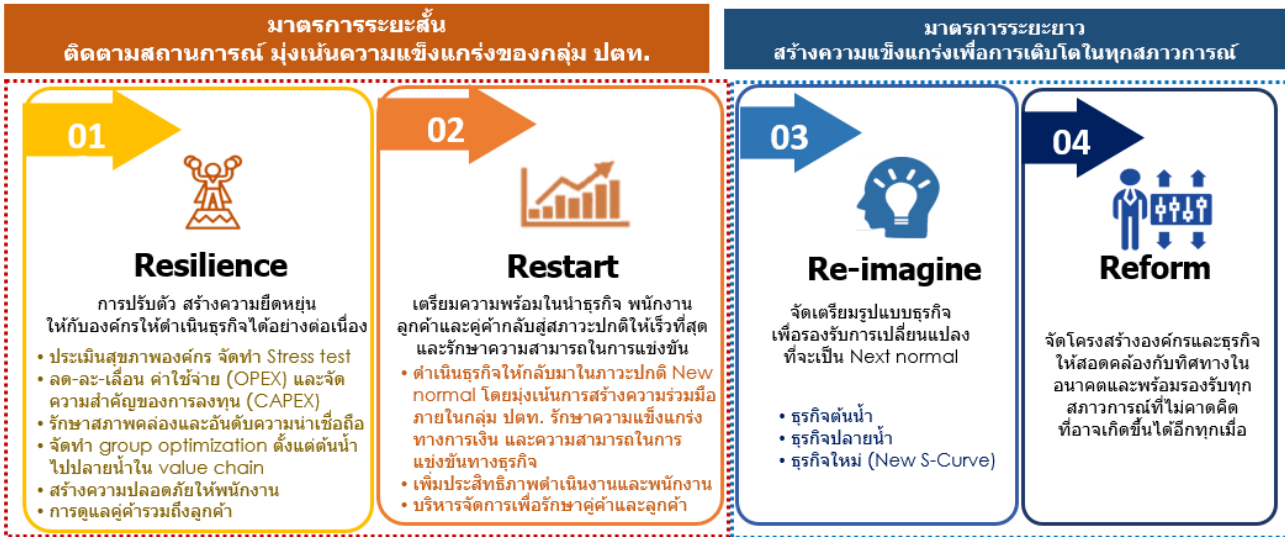 มาตรการระยะสั้น
ติดตามสถานการณ์ มุ่งเน้นความแข็งแกร่งของกลุ่ม ปตท.
มาตรการระยะยาว
สร้างความแข็งแกร่งเพื่อการเติบโตในทุกสภาวการณ์
01
Resilience
การปรับตัว สร้างความยืดหยุ่น
ให้กับองค์กรให้ดำเนินธุรกิจได้อย่างต่อเนื่อง
• ประเมินสุขภาพองค์กร จัดทำ Stress test
• ลด-ละ-เลื่อน ค่าใช้จ่าย (OPEX) และจัด
ความสำคัญของการลงทุน (CAPEX)
• รักษาสภาพคล่องและอันดับความน่าเชื่อถือ
• จัดทำ group optimization ตั้งแต่ต้นน้ำ
ไปปลายน้ำใน value chain
• สร้างความปลอดภัยให้พนักงาน
• การดูแลคู่ค้ารวมถึงลูกค้า
02
Restart
เตรียมความพร้อมในนำธุรกิจ พนักงาน
ลูกค้าและคู่ค้ากลับสู่สภาวะปกติให้เร็วที่สุด
และรักษาความสามารถในการแข่งขัน
• ดำเนินธุรกิจให้กลับมาในภาวะปกติ New
normal โดยมุ่งเน้นการสร้างความร่วมมือ
ภายในกลุ่ม ปตท. รักษาความแข็งแกร่ง
ทางการเงิน และความสามารถในการ
แข่งขันทางธุรกิจ
• เพิ่มประสิทธิภาพดำเนินงานและพนักงาน
• บริหารจัดการเพื่อรักษาคู่ค้าและลูกค้า
03
Re-imagine
จัดเตรียมรูปแบบธุรกิจ
เพื่อรองรับการเปลี่ยนแปลง
ที่จะเป็น Next normal
• ธุรกิจต้นน้ำ
• ธุรกิจปลายน้ำ
• ธุรกิจใหม่ (New S-Curve)
04
Reform
จัดโครงสร้างองค์กรและธุรกิจ
ให้สอดคล้องกับทิศทางใน
อนาคตและพร้อมรองรับทุก
สภาวการณ์ที่ไม่คาดคิด
ที่อาจเกิดขึ้นได้อีกทุกเมื่อ